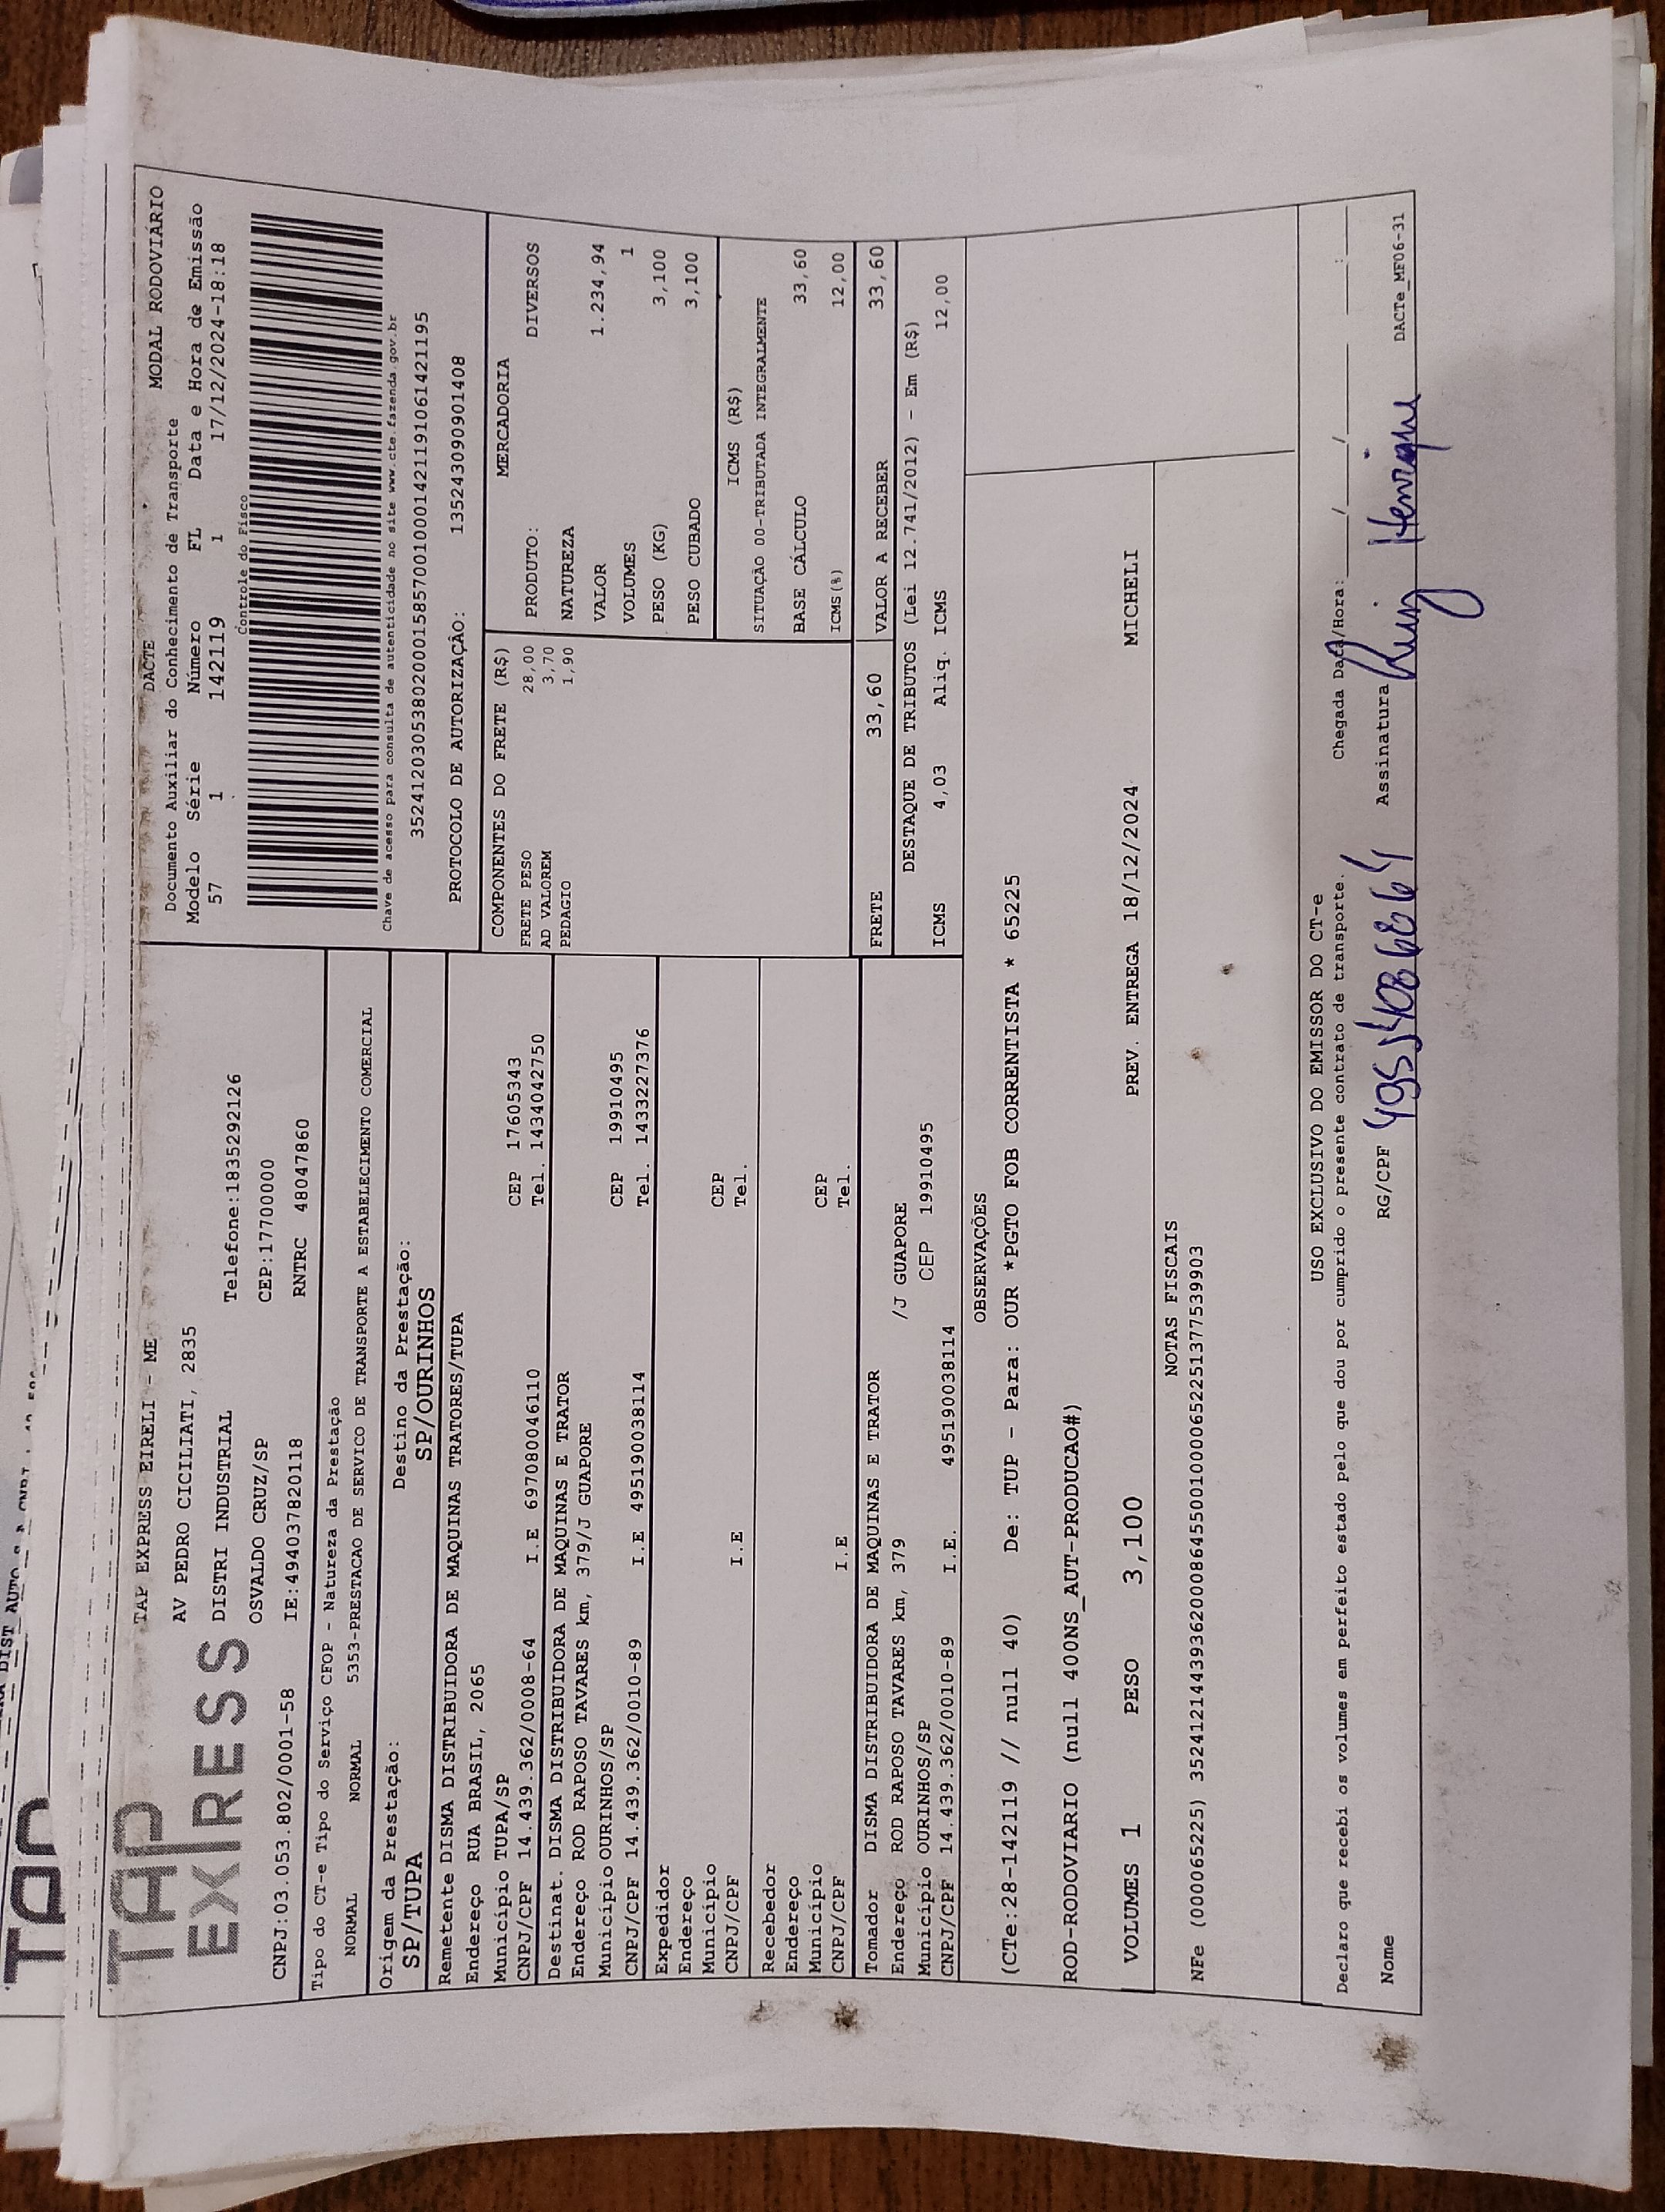 TAP
EXPRESS
TAP EXPRESS EIRELI - ME
AV PEDRO CICILIATI, 2835
DISTRI INDUSTRIAL Telefone:1835292126
OSVALDO CRUZ/SP CEP:17700000
CNPJ:03.053.802/0001-58 IE:494037820118 RNTRC 48047860
DACTE MODAL RODOVIÁRIO
Documento Auxiliar do Conhecimento de Transporte
Modelo Série Número FL Data e Hora de Emissão
57 1 142119 1 17/12/2024-18:18
Controle do Fisco
Chave de acesso para consulta de autenticidade no site www.cte.fazenda.gov.br
35241203053802000158570010001421191061421195
PROTOCOLO DE AUTORIZAÇÃO: 135243090901408
Tipo do CT-e Tipo do Serviço CFOP - Natureza da Prestação
NORMAL NORMAL 5353-PRESTACAO DE SERVICO DE TRANSPORTE A ESTABELECIMENTO COMERCIAL
Origem da Prestação: Destino da Prestação:
SP/TUPA SP/OURINHOS
Remetente DISMA DISTRIBUIDORA DE MAQUINAS TRATORES/TUPA
Endereço RUA BRASIL, 2065
Município TUPA/SP CEP 17605343
CNPJ/CPF 14.439.362/0008-64 I.E 697080046110 Tel. 1434042750
Destinat. DISMA DISTRIBUIDORA DE MAQUINAS E TRATOR
Endereço ROD RAPOSO TAVARES km, 379/J GUAPORE
Município OURINHOS/SP CEP 19910495
CNPJ/CPF 14.439.362/0010-89 I.E 495190038114 Tel. 1433227376
Expedidor
Endereço
Município CEP
CNPJ/CPF I.E Tel.
Recebedor
Endereço
Município CEP
CNPJ/CPF I.E Tel.
Tomador DISMA DISTRIBUIDORA DE MAQUINAS E TRATOR
Endereço ROD RAPOSO TAVARES km, 379 /J GUAPORE
Município OURINHOS/SP CEP 19910495
CNPJ/CPF 14.439.362/0010-89 I.E. 495190038114
COMPONENTES DO FRETE (R$)
FRETE PESO 28,00
AD VALOREM 3,70
PEDAGIO 1,90
MERCADORIA
PRODUTO: DIVERSOS
NATUREZA
VALOR 1.234,94
VOLUMES 1
PESO (KG) 3,100
PESO CUBADO 3,100
ICMS (R$)
SITUAÇÃO 00-TRIBUTADA INTEGRALMENTE
BASE CÁLCULO 33,60
ICMS(%) 12,00
FRETE 33,60 VALOR A RECEBER 33,60
DESTAQUE DE TRIBUTOS (Lei 12.741/2012) - Em (R$)
ICMS 4,03 Aliq. ICMS 12,00
OBSERVAÇÕES
(CTe:28-142119 // null 40) De: TUP - Para: OUR *PGTO FOB CORRENTISTA * 65225
ROD-RODOVIARIO (null 400NS_AUT-PRODUCAO#)
VOLUMES 1 PESO 3,100 PREV. ENTREGA 18/12/2024 MICHELI
NOTAS FISCAIS
NFe (000065225) 35241214439362000864550010000652251377539903
USO EXCLUSIVO DO EMISSOR DO CT-e
Declaro que recebi os volumes em perfeito estado pelo que dou por cumprido o presente contrato de transporte. Chegada Data/Hora:
Nome RG/CPF Assinatura Henrique
DACTe_MF06-31